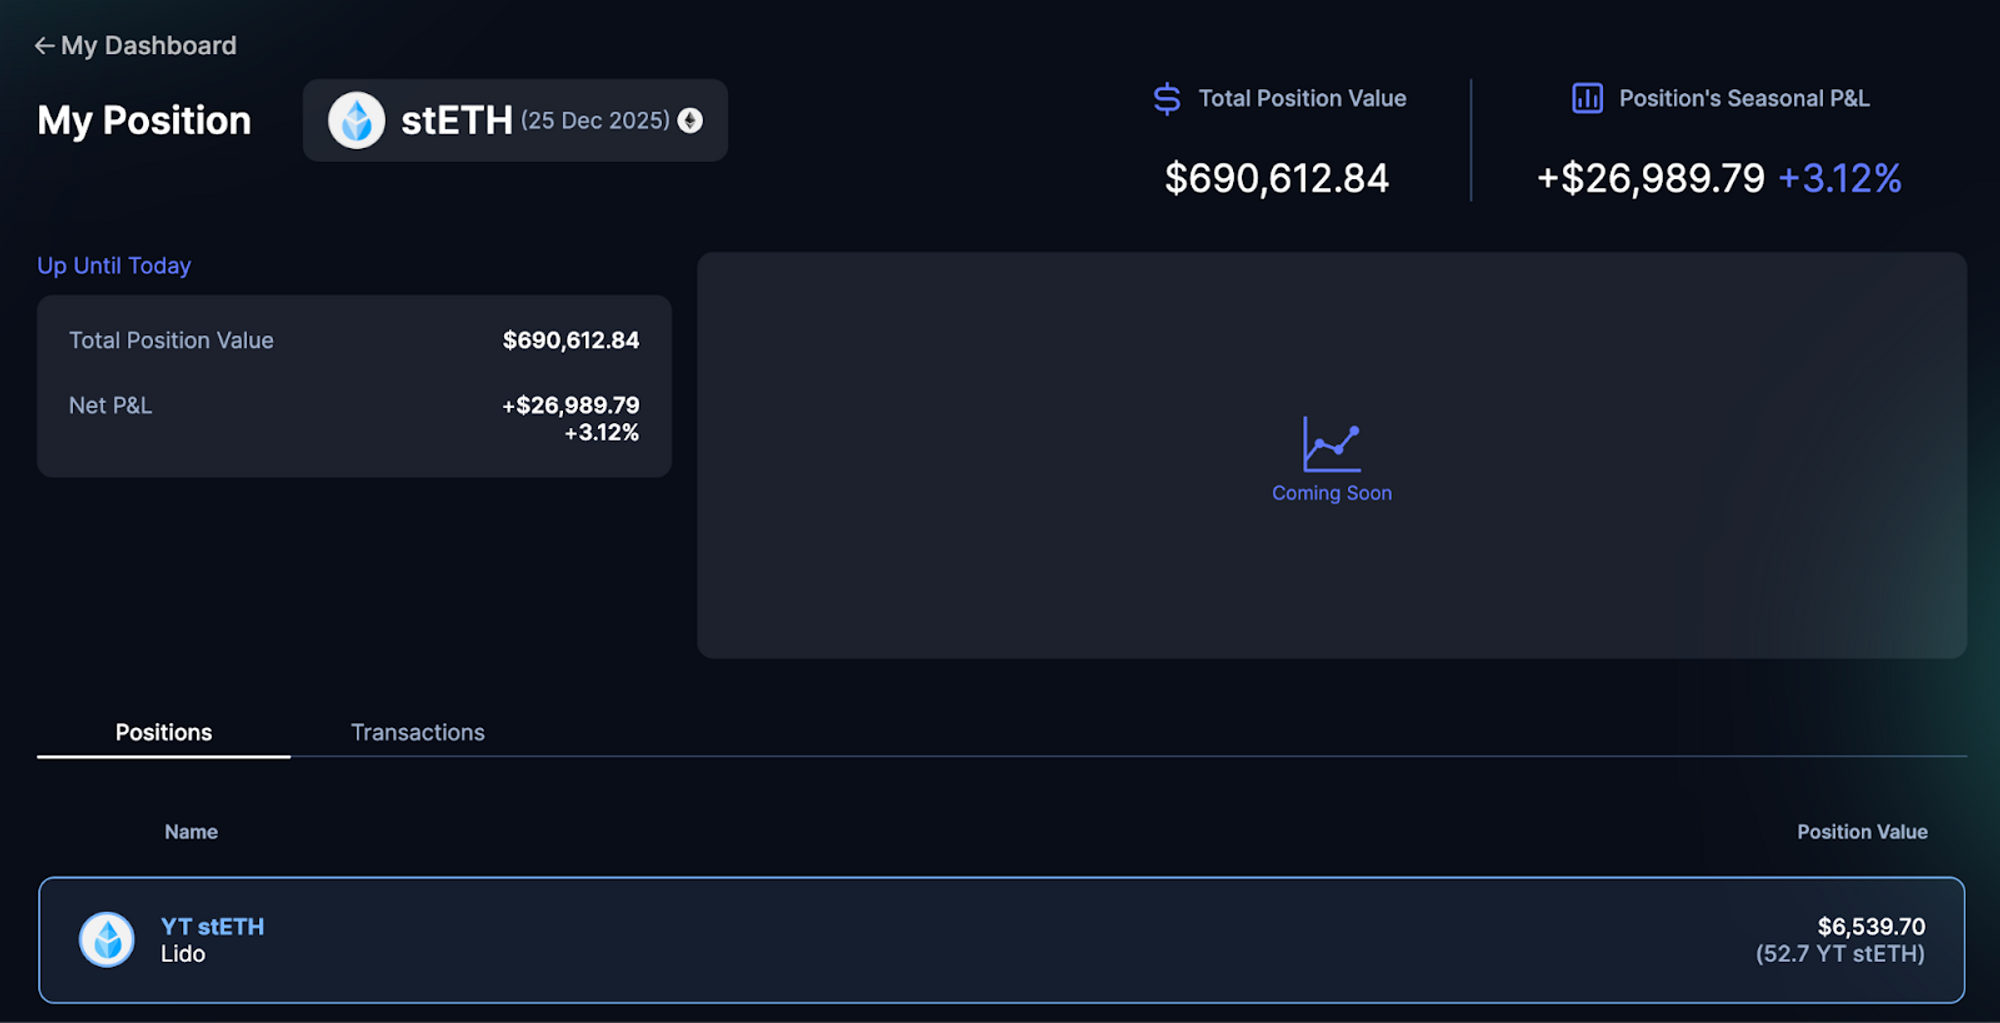 ← My Dashboard
My Position
stETH (25 Dec 2025)
Total Position Value
$690,612.84
Position's Seasonal P&L
+$26,989.79 +3.12%
Up Until Today
Total Position Value $690,612.84
Net P&L +$26,989.79
+3.12%
Coming Soon
Positions Transactions
Name Position Value
YT stETH $6,539.70
Lido (52.7 YT stETH)